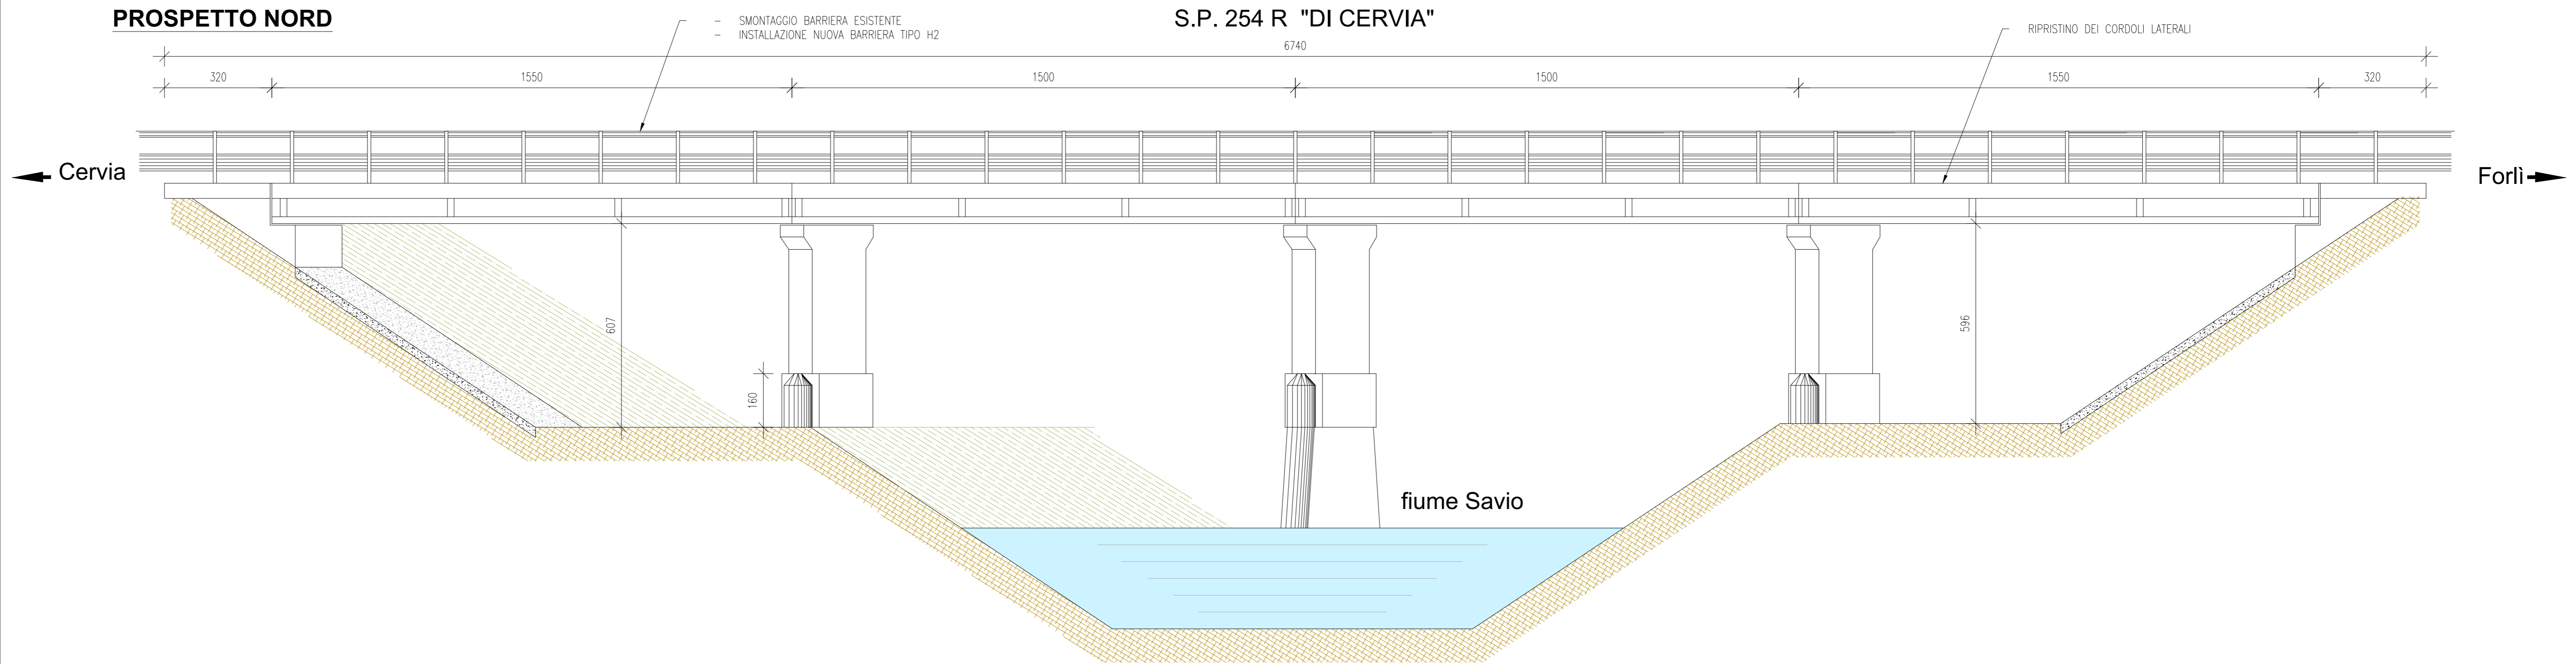 PROSPETTO NORD
- SMONTAGGIO BARRIERA ESISTENTE
- INSTALLAZIONE NUOVA BARRIERA TIPO H2
S.P. 254 R "DI CERVIA"
RIPRISTINO DEI CORDOLI LATERALI
6740
320
1550
1500
1500
1550
320
Cervia
Forlì
607
160
596
fiume Savio